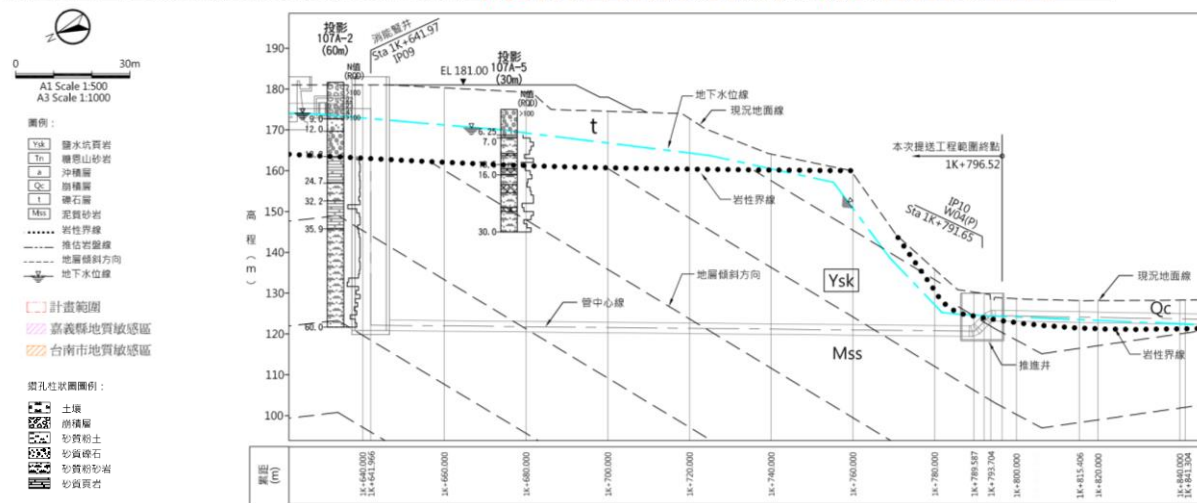 N
0
30m
A1 Scale 1:500
A3 Scale 1:1000
圖例：
Ysk 鹽水坑頁岩
Tn 糖恩山砂岩
a 沖積層
Qc 崩積層
t 礫石層
Mss 泥質砂岩
岩性界線
推估岩盤線
地層傾斜方向
地下水位線
計畫範圍
嘉義縣地質敏感區
台南市地質敏感區
鑽孔柱狀圖圖例：
土壤
崩積層
砂質粉土
砂質礫石
砂質粉砂岩
砂質頁岩
高程(m)
190
180
170
160
150
140
130
120
110
100
投影
107A-2
(60m)
N值
(RQD)
>100
9.0
12.0
24.7
32.2
35.9
60.0
消能豎井
Sta 1K+641.97
IP09
EL 181.00
投影
107A-5
(30m)
N值
(RQD)
>100
6.25
16.0
30.0
t
地下水位線
現況地面線
岩性界線
地層傾斜方向
管中心線
Ysk
Mss
本次提送工程範圍終點
1K+796.52
IP10
W04(P)
Sta 1K+791.65
現況地面線
Qc
岩性界線
推進井
累距
(m)
1K+640.000
1K+641.966
1K+660.000
1K+680.000
1K+700.000
1K+720.000
1K+740.000
1K+760.000
1K+780.000
1K+789.587
1K+793.704
1K+800.000
1K+815.406
1K+820.000
1K+840.000
1K+841.304